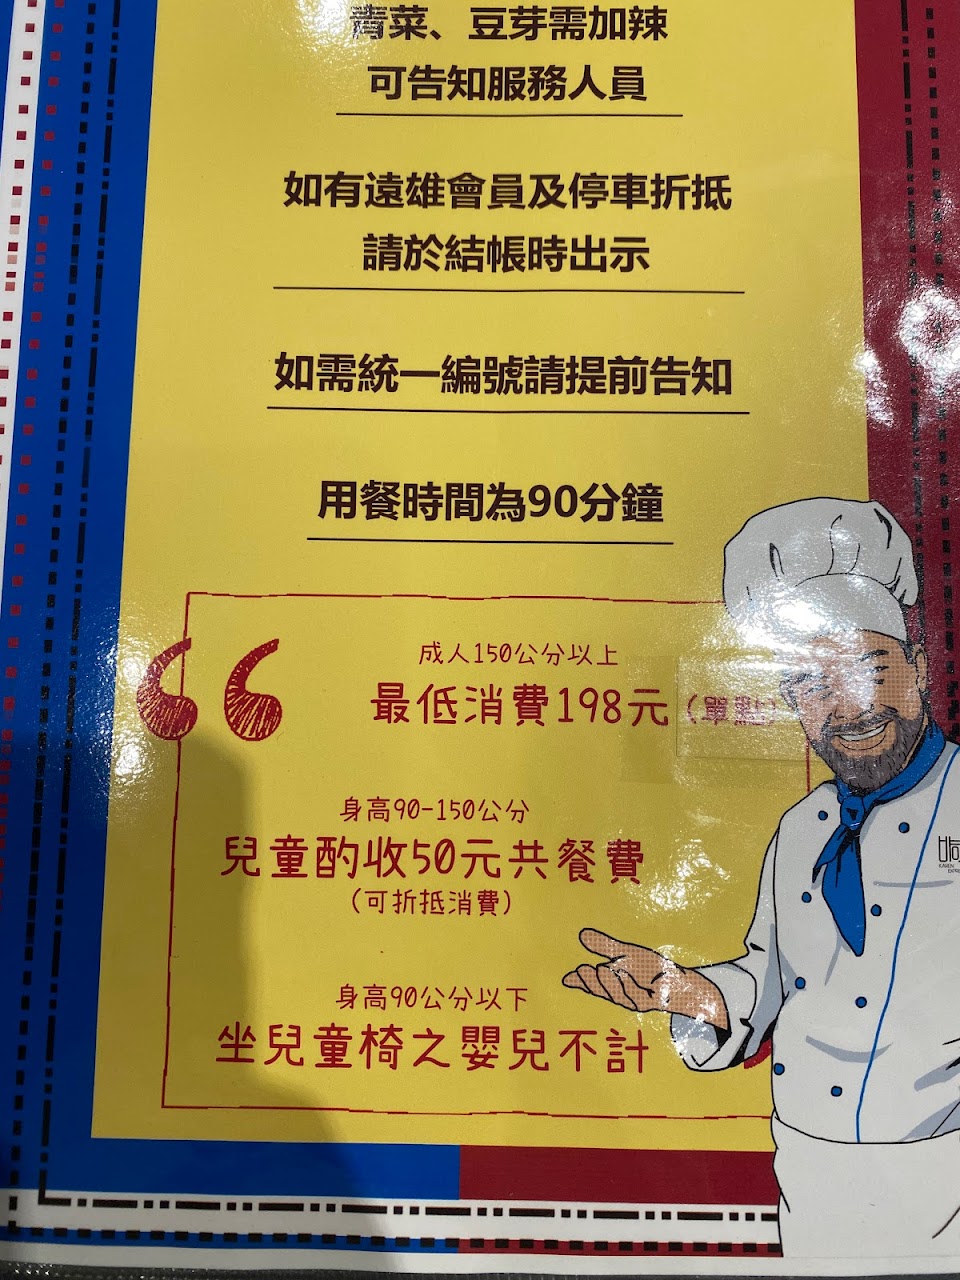 青菜、豆芽需加辣
可告知服務人員
如有遠雄會員及停車折抵
請於結帳時出示
如需統一編號請提前告知
用餐時間為90分鐘
成人150公分以上
最低消費198元(單點)
身高90-150公分
兒童酌收50元共餐費
(可折抵消費)
身高90公分以下
坐兒童椅之嬰兒不計